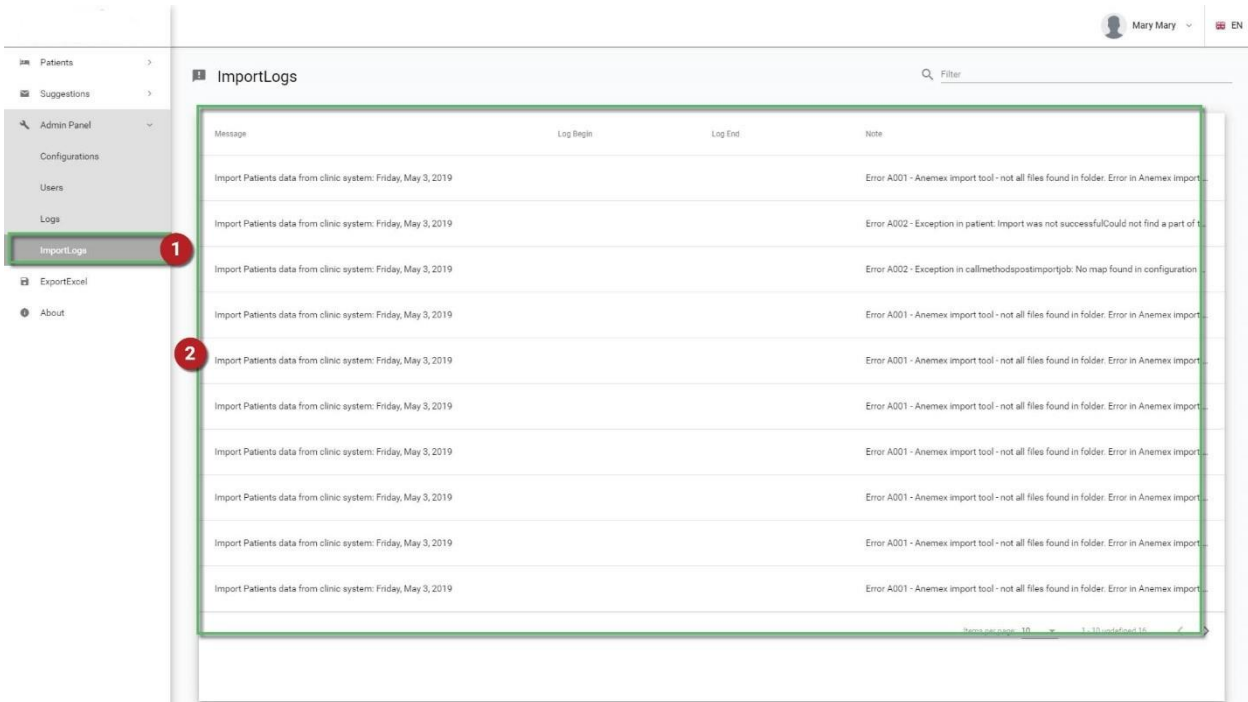 Mary Mary
EN
Patients
Suggestions
Admin Panel
Configurations
Users
Logs
ImportLogs
ExportExcel
About
1
ImportLogs
Filter
2
Message Log Begin Log End Note
Import Patients data from clinic system: Friday, May 3, 2019 Error A001 - Anemex import tool - not all files found in folder. Error in Anemex import ...
Import Patients data from clinic system: Friday, May 3, 2019 Error A002 - Exception in patient: Import was not successfulCould not find a part of t...
Import Patients data from clinic system: Friday, May 3, 2019 Error A002 - Exception in callmethodspostimportjob: No map found in configuration ...
Import Patients data from clinic system: Friday, May 3, 2019 Error A001 - Anemex import tool - not all files found in folder. Error in Anemex import ...
Import Patients data from clinic system: Friday, May 3, 2019 Error A001 - Anemex import tool - not all files found in folder. Error in Anemex import ...
Import Patients data from clinic system: Friday, May 3, 2019 Error A001 - Anemex import tool - not all files found in folder. Error in Anemex import ...
Import Patients data from clinic system: Friday, May 3, 2019 Error A001 - Anemex import tool - not all files found in folder. Error in Anemex import ...
Import Patients data from clinic system: Friday, May 3, 2019 Error A001 - Anemex import tool - not all files found in folder. Error in Anemex import ...
Import Patients data from clinic system: Friday, May 3, 2019 Error A001 - Anemex import tool - not all files found in folder. Error in Anemex import ...
Import Patients data from clinic system: Friday, May 3, 2019 Error A001 - Anemex import tool - not all files found in folder. Error in Anemex import ...
Items per page: 10 1 - 10 undefined 16